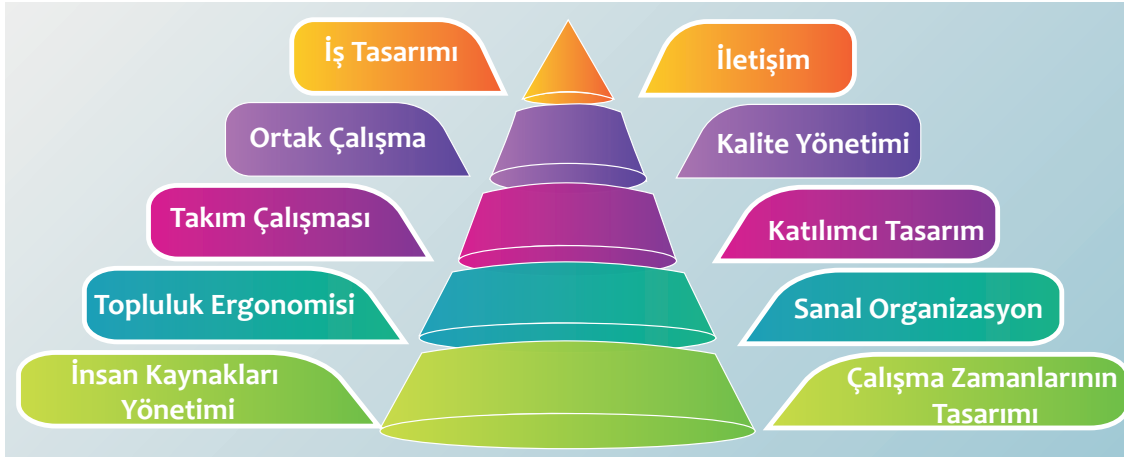 İş Tasarımı
İletişim
Ortak Çalışma
Kalite Yönetimi
Takım Çalışması
Katılımcı Tasarım
Topluluk Ergonomisi
Sanal Organizasyon
İnsan Kaynakları
Yönetimi
Çalışma Zamanlarının
Tasarımı